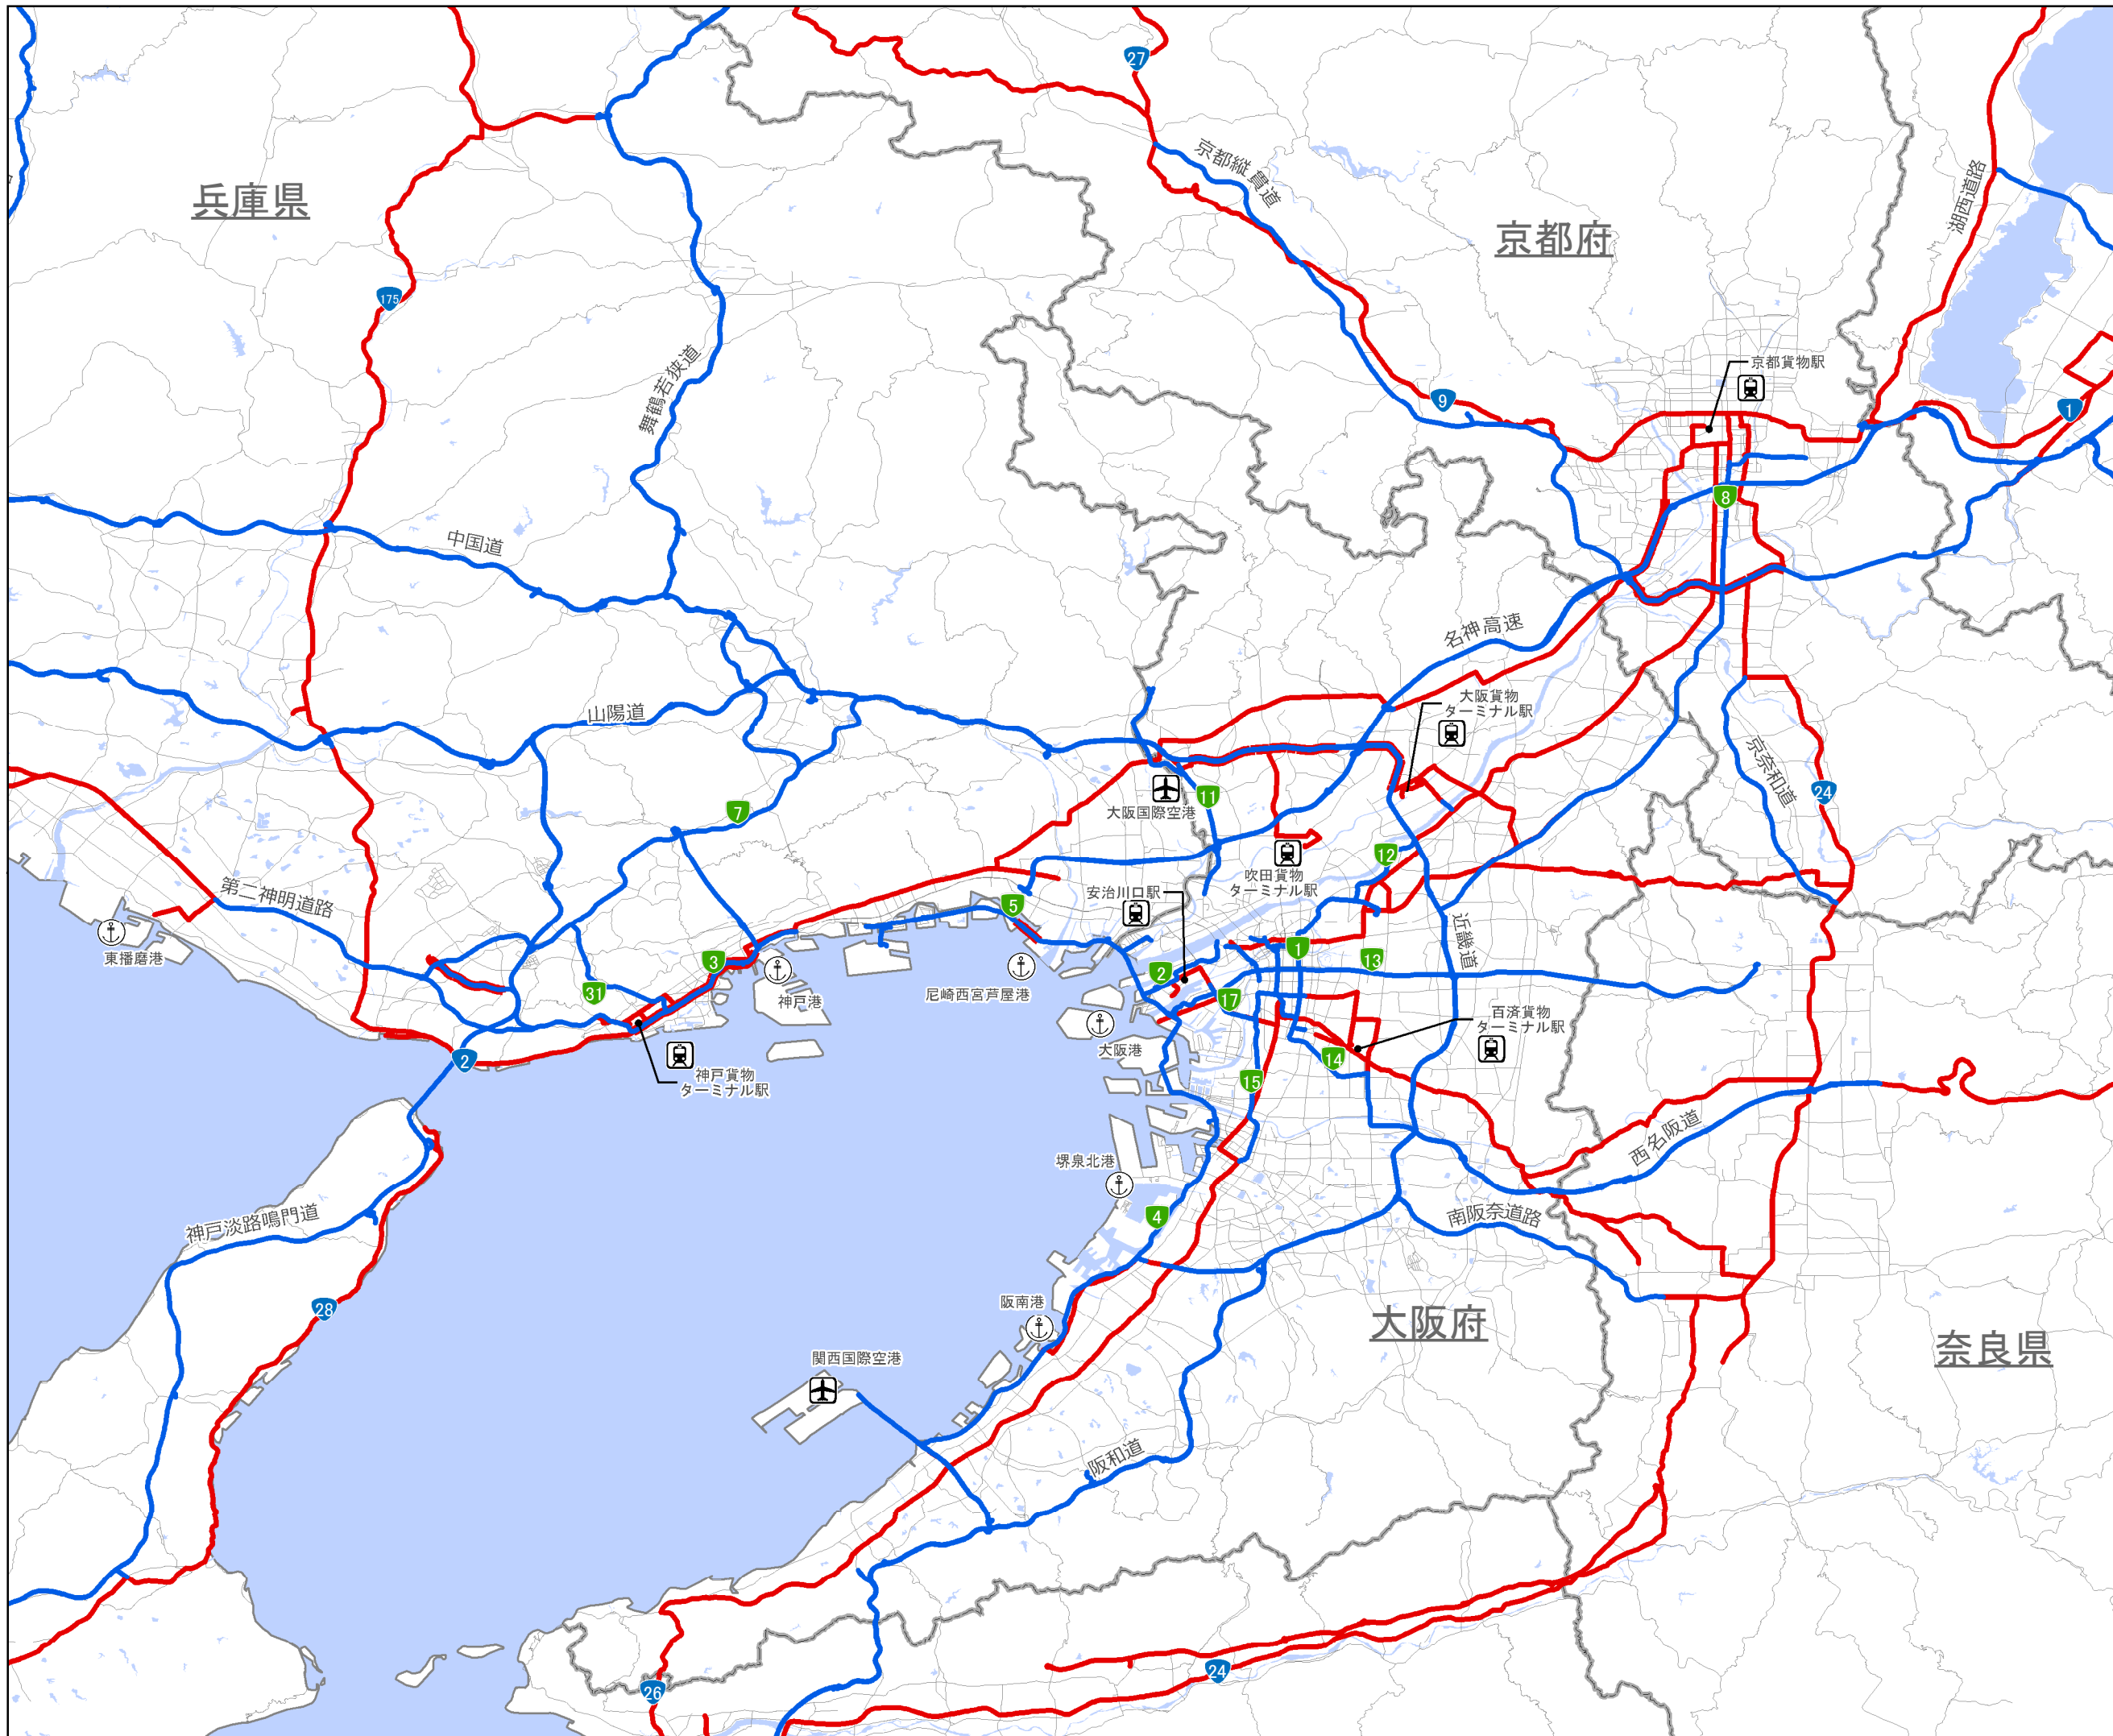 27
京都縦貫道
兵庫県
湖西道路
京都府
175
京都貨物駅
舞鶴若狭道
9
1
8
中国道
名神高速
大阪貨物
ターミナル駅
山陽道
京奈和道
24
7
11
大阪国際空港
12
吹田貨物
ターミナル駅
第二神明道路
安治川口駅
5
近畿道
東播磨港
3
1
13
2
神戸港
尼崎西宮芦屋港
31
17
百済貨物
ターミナル駅
大阪港
2
14
神戸貨物
ターミナル駅
15
西名阪道
堺泉北港
神戸淡路鳴門道
4
南阪奈道路
28
阪南港
大阪府
奈良県
関西国際空港
阪和道
24
26